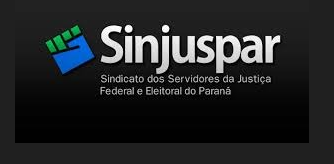 Sinjuspar
Sindicato dos Servidores da Justiça
Federal e Eleitoral do Paraná